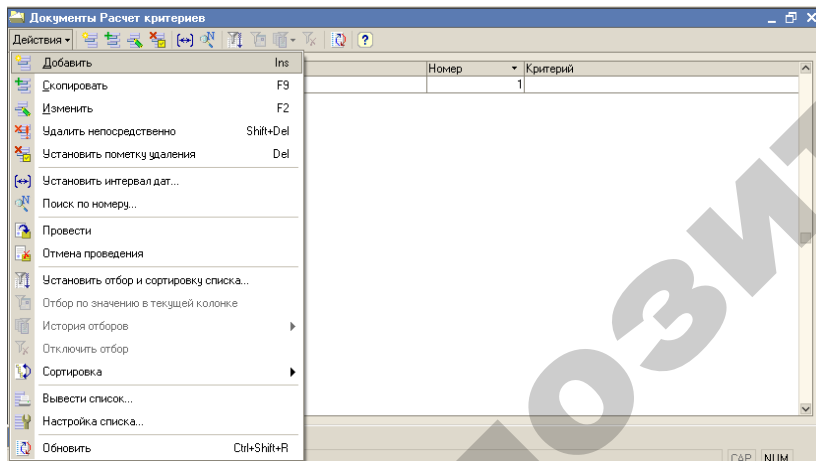 Документы Расчет критериев
Действия
Номер Критерий
1
Добавить Ins
Скопировать F9
Изменить F2
Удалить непосредственно Shift+Del
Установить пометку удаления Del
Установить интервал дат...
Поиск по номеру...
Провести
Отмена проведения
Установить отбор и сортировку списка...
Отбор по значению в текущей колонке
История отборов
Отключить отбор
Сортировка
Вывести список...
Настройка списка...
Обновить Ctrl+Shift+R
CAP NUM
ПОЗИТ